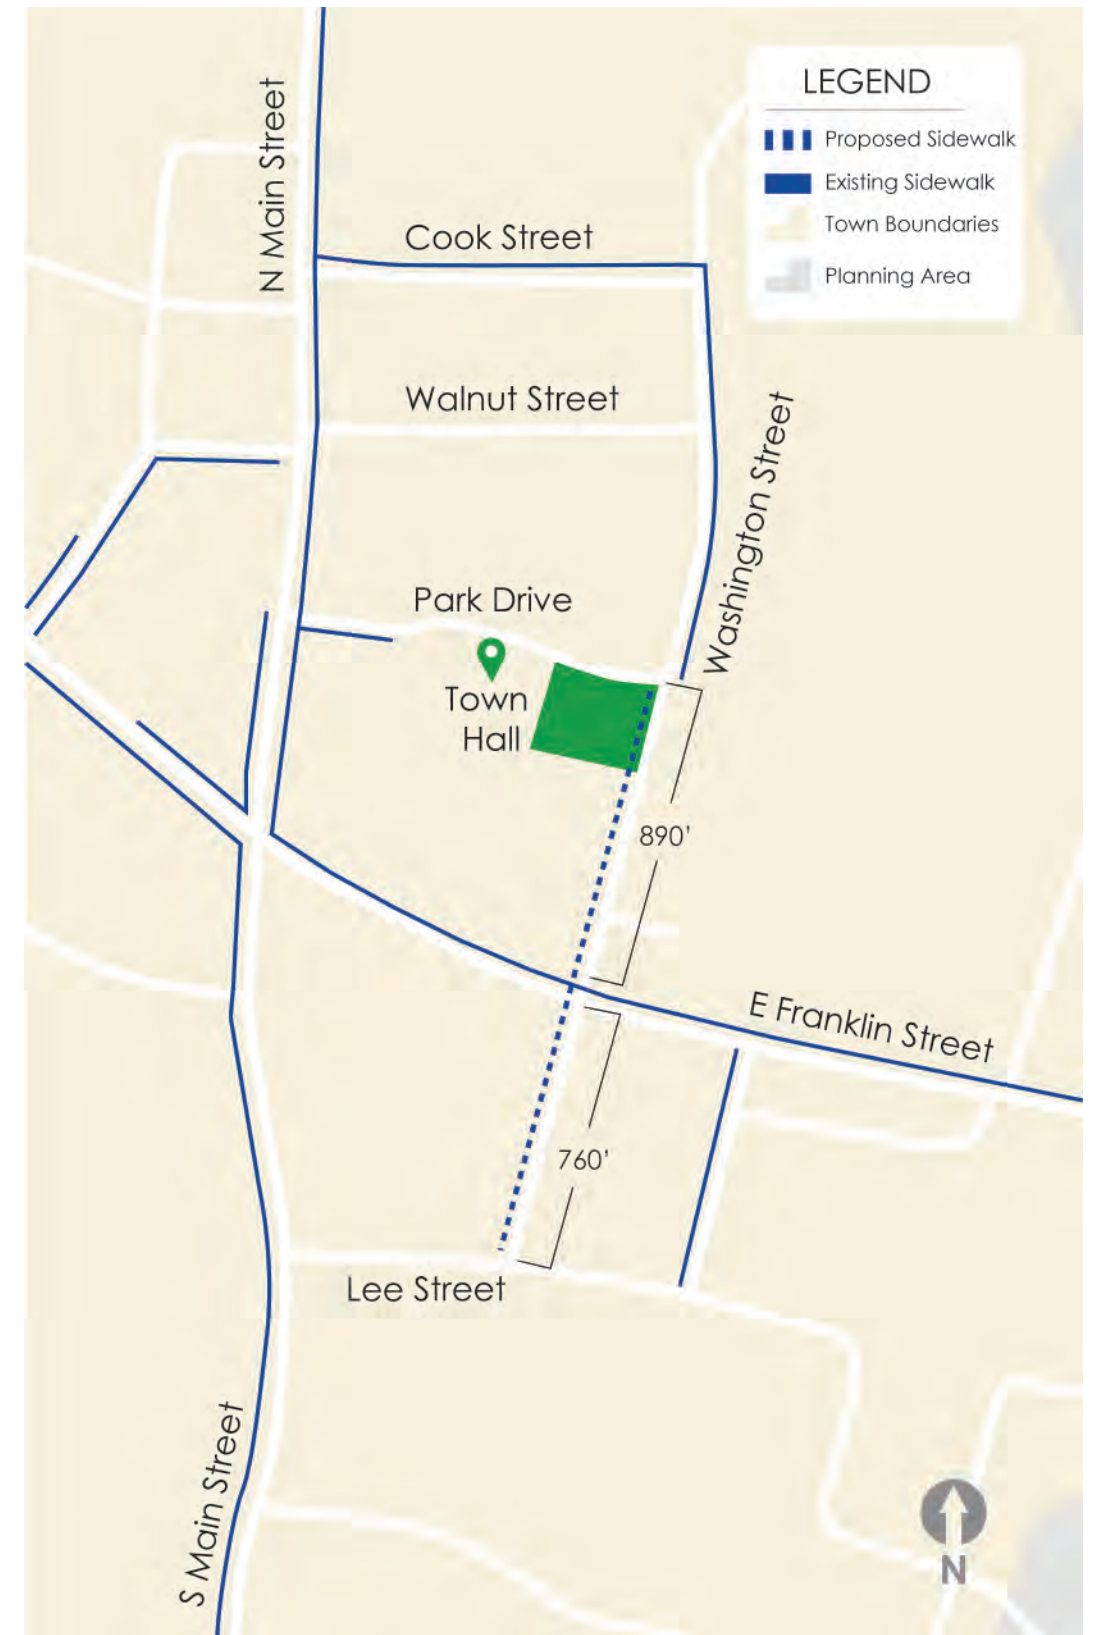 LEGEND
Proposed Sidewalk
Existing Sidewalk
Town Boundaries
Planning Area
N Main Street
Cook Street
Walnut Street
Washington Street
Park Drive
Town
Hall
890’
E Franklin Street
760’
Lee Street
S Main Street
N